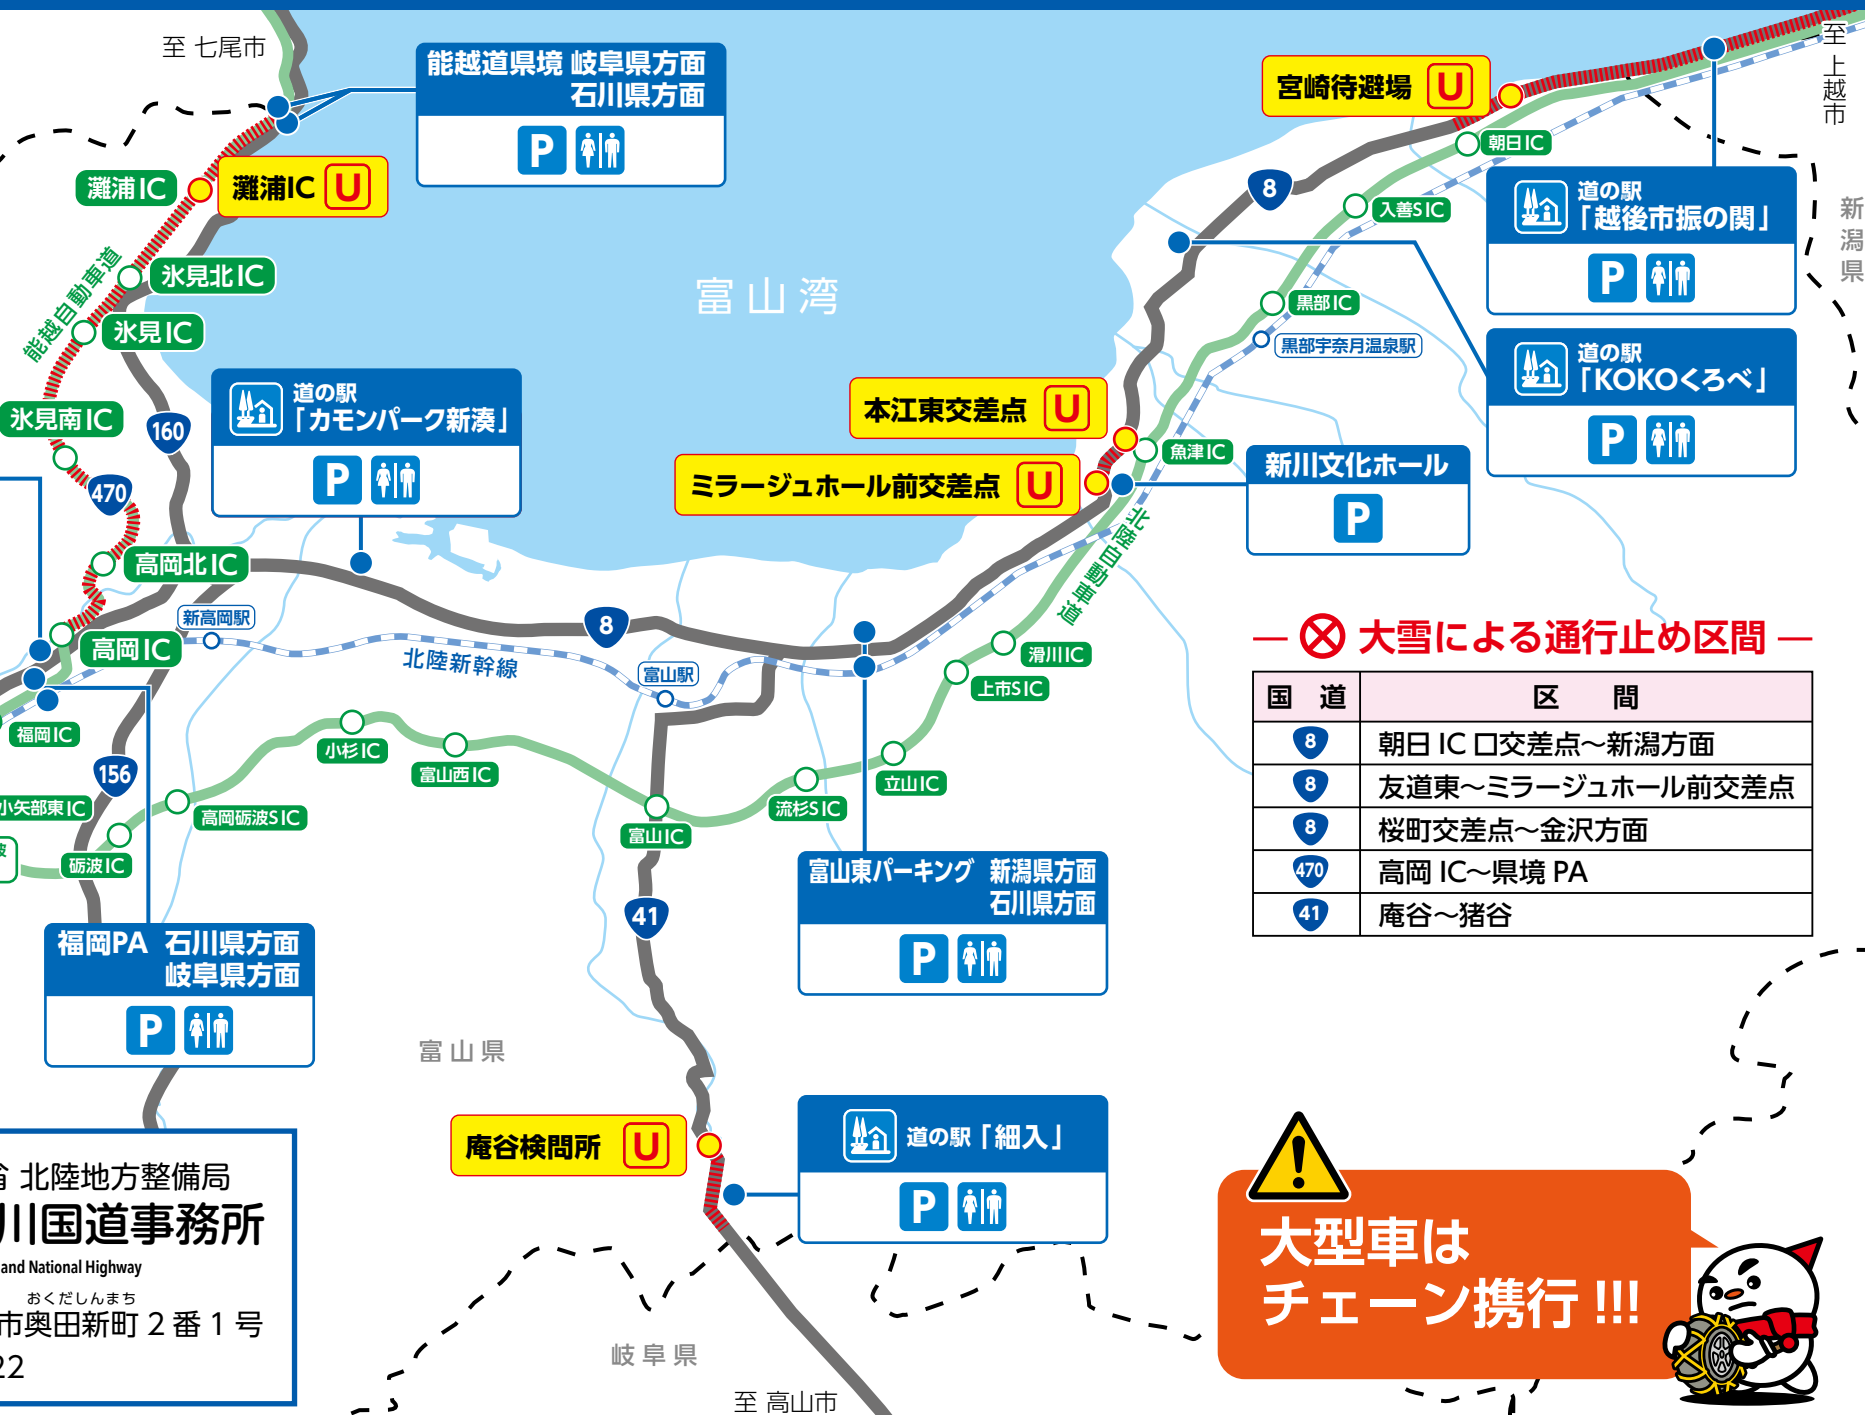 至 七尾市
能越道県境 岐阜県方面
石川県方面
P
宮崎待避場 U
至 上越市
朝日IC
灘浦IC
灘浦IC U
8
入善SIC
道の駅
「越後市振の関」
P
新潟県
能越自動車道
氷見北IC
氷見IC
富山湾
黒部IC
黒部宇奈月温泉駅
道の駅
「KOKOくろべ」
P
氷見南IC
160
道の駅
「カモンパーク新湊」
P
本江東交差点 U
魚津IC
ミラージュホール前交差点 U
新川文化ホール
P
470
北陸自動車道
高岡北IC
新高岡駅
8
高岡IC
北陸新幹線
富山駅
滑川IC
上市SIC
福岡IC
小杉IC
富山西IC
立山IC
156
小矢部東IC
高岡砺波SIC
流杉SIC
富山IC
砺波IC
波
41
富山東パーキング 新潟県方面
石川県方面
P
福岡PA 石川県方面
岐阜県方面
P
大雪による通行止め区間
国道 区間
8 朝日 IC 口交差点～新潟方面
8 友道東～ミラージュホール前交差点
8 桜町交差点～金沢方面
470 高岡 IC～県境 PA
41 庵谷～猪谷
富山県
庵谷検問所 U
道の駅「細入」
P
北陸地方整備局
川国道事務所
and National Highway
おくだしんまち
市奥田新町 2 番 1 号
22
岐阜県
至 高山市
大型車は
チェーン携行 !!!